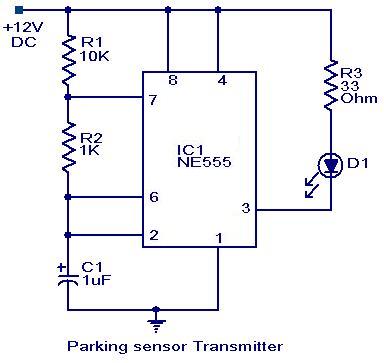 +12V
DC
R1
10K
8
4
R3
33
Ohm
7
R2
1K
IC1
NE555
D1
6
3
2
1
+
C1
1uF
Parking sensor Transmitter